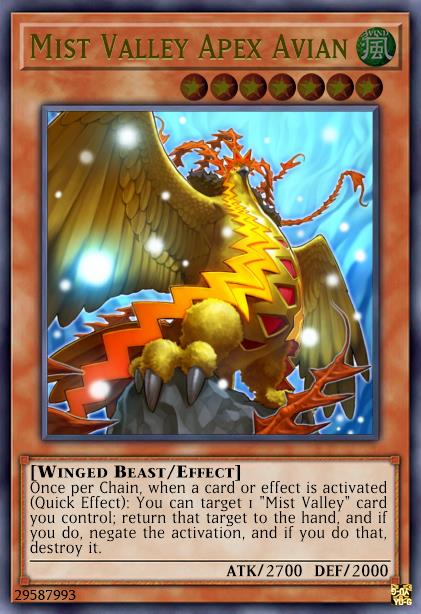 Mist Valley Apex Avian
WIND
風
[Winged Beast/Effect]
Once per Chain, when a card or effect is activated
(Quick Effect): You can target 1 "Mist Valley" card
you control; return that target to the hand, and if
you do, negate the activation, and if you do that,
destroy it.
ATK/2700 DEF/2000
29587993